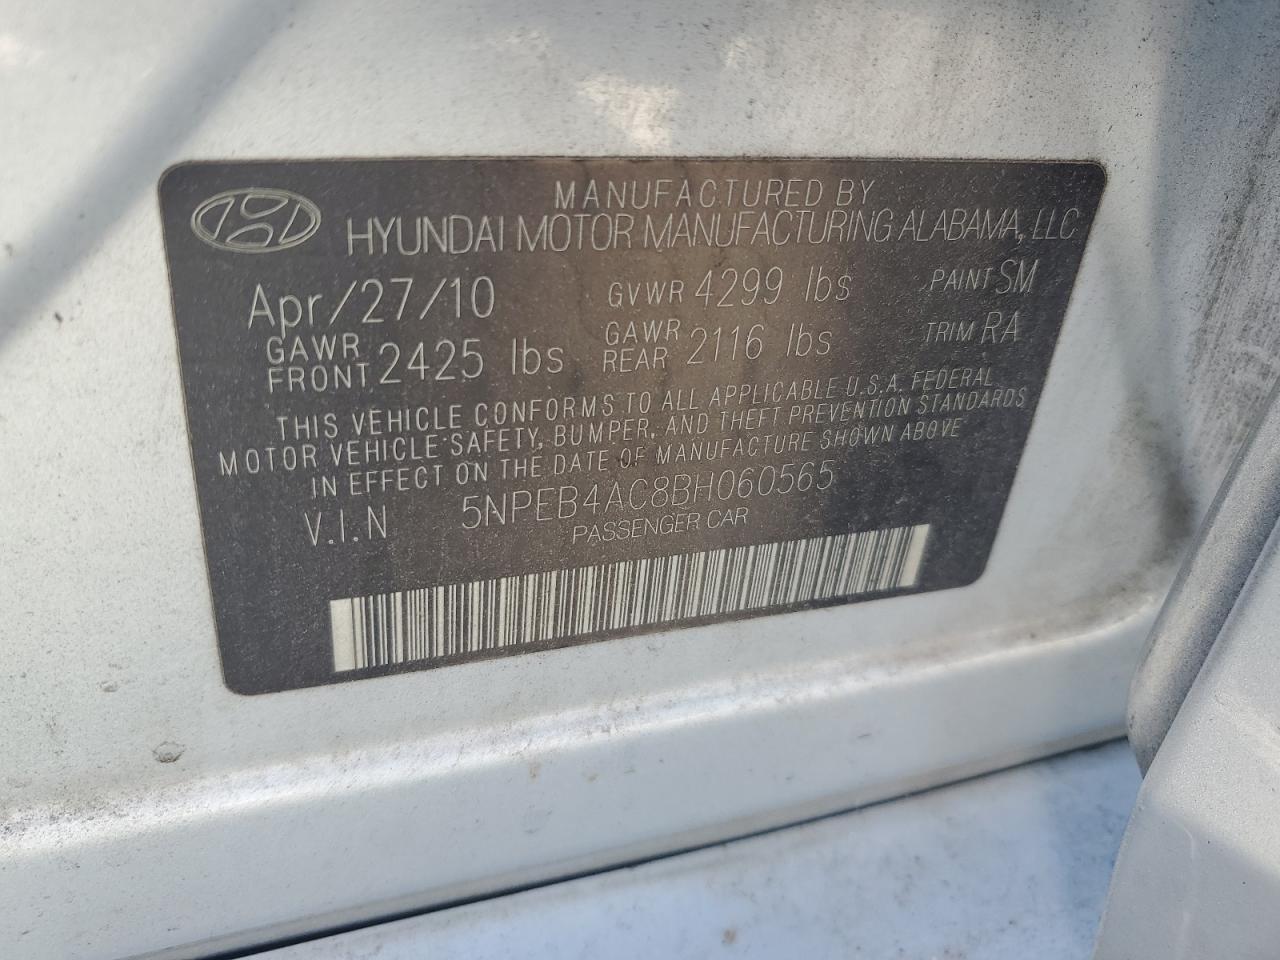 MANUFACTURED BY
HYUNDAI MOTOR MANUFACTURING ALABAMA, LLC
Apr/27/10 GVWR 4299 lbs PAINT SM
GAWR FRONT 2425 lbs GAWR REAR 2116 lbs TRIM RA
THIS VEHICLE CONFORMS TO ALL APPLICABLE U.S.A. FEDERAL
MOTOR VEHICLE SAFETY, BUMPER, AND THEFT PREVENTION STANDARDS
IN EFFECT ON THE DATE OF MANUFACTURE SHOWN ABOVE
V.I.N 5NPEB4AC8BH060565
PASSENGER CAR